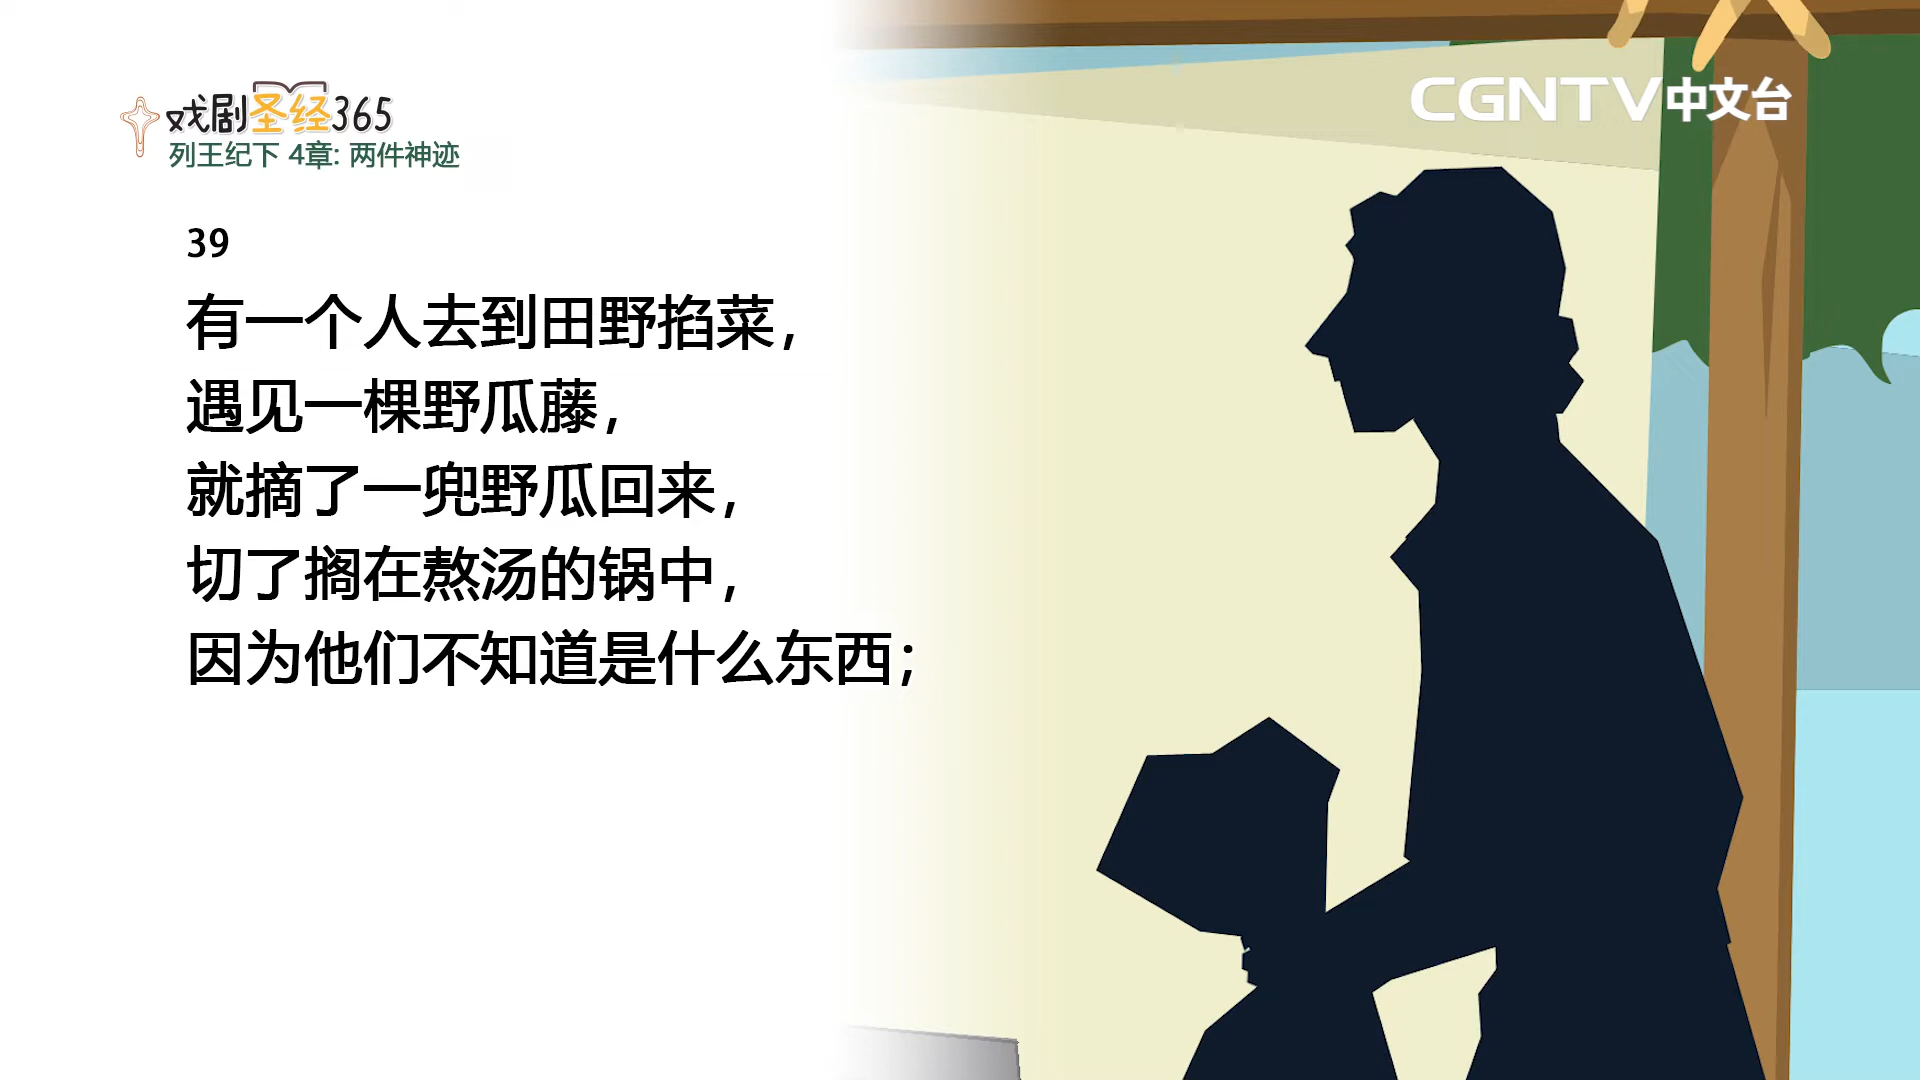 戏剧圣经365
列王纪下 4章: 两件神迹
CGNTV中文台
39
有一个人去到田野掐菜，
遇见一棵野瓜藤，
就摘了一兜野瓜回来，
切了搁在熬汤的锅中，
因为他们不知道是什么东西；